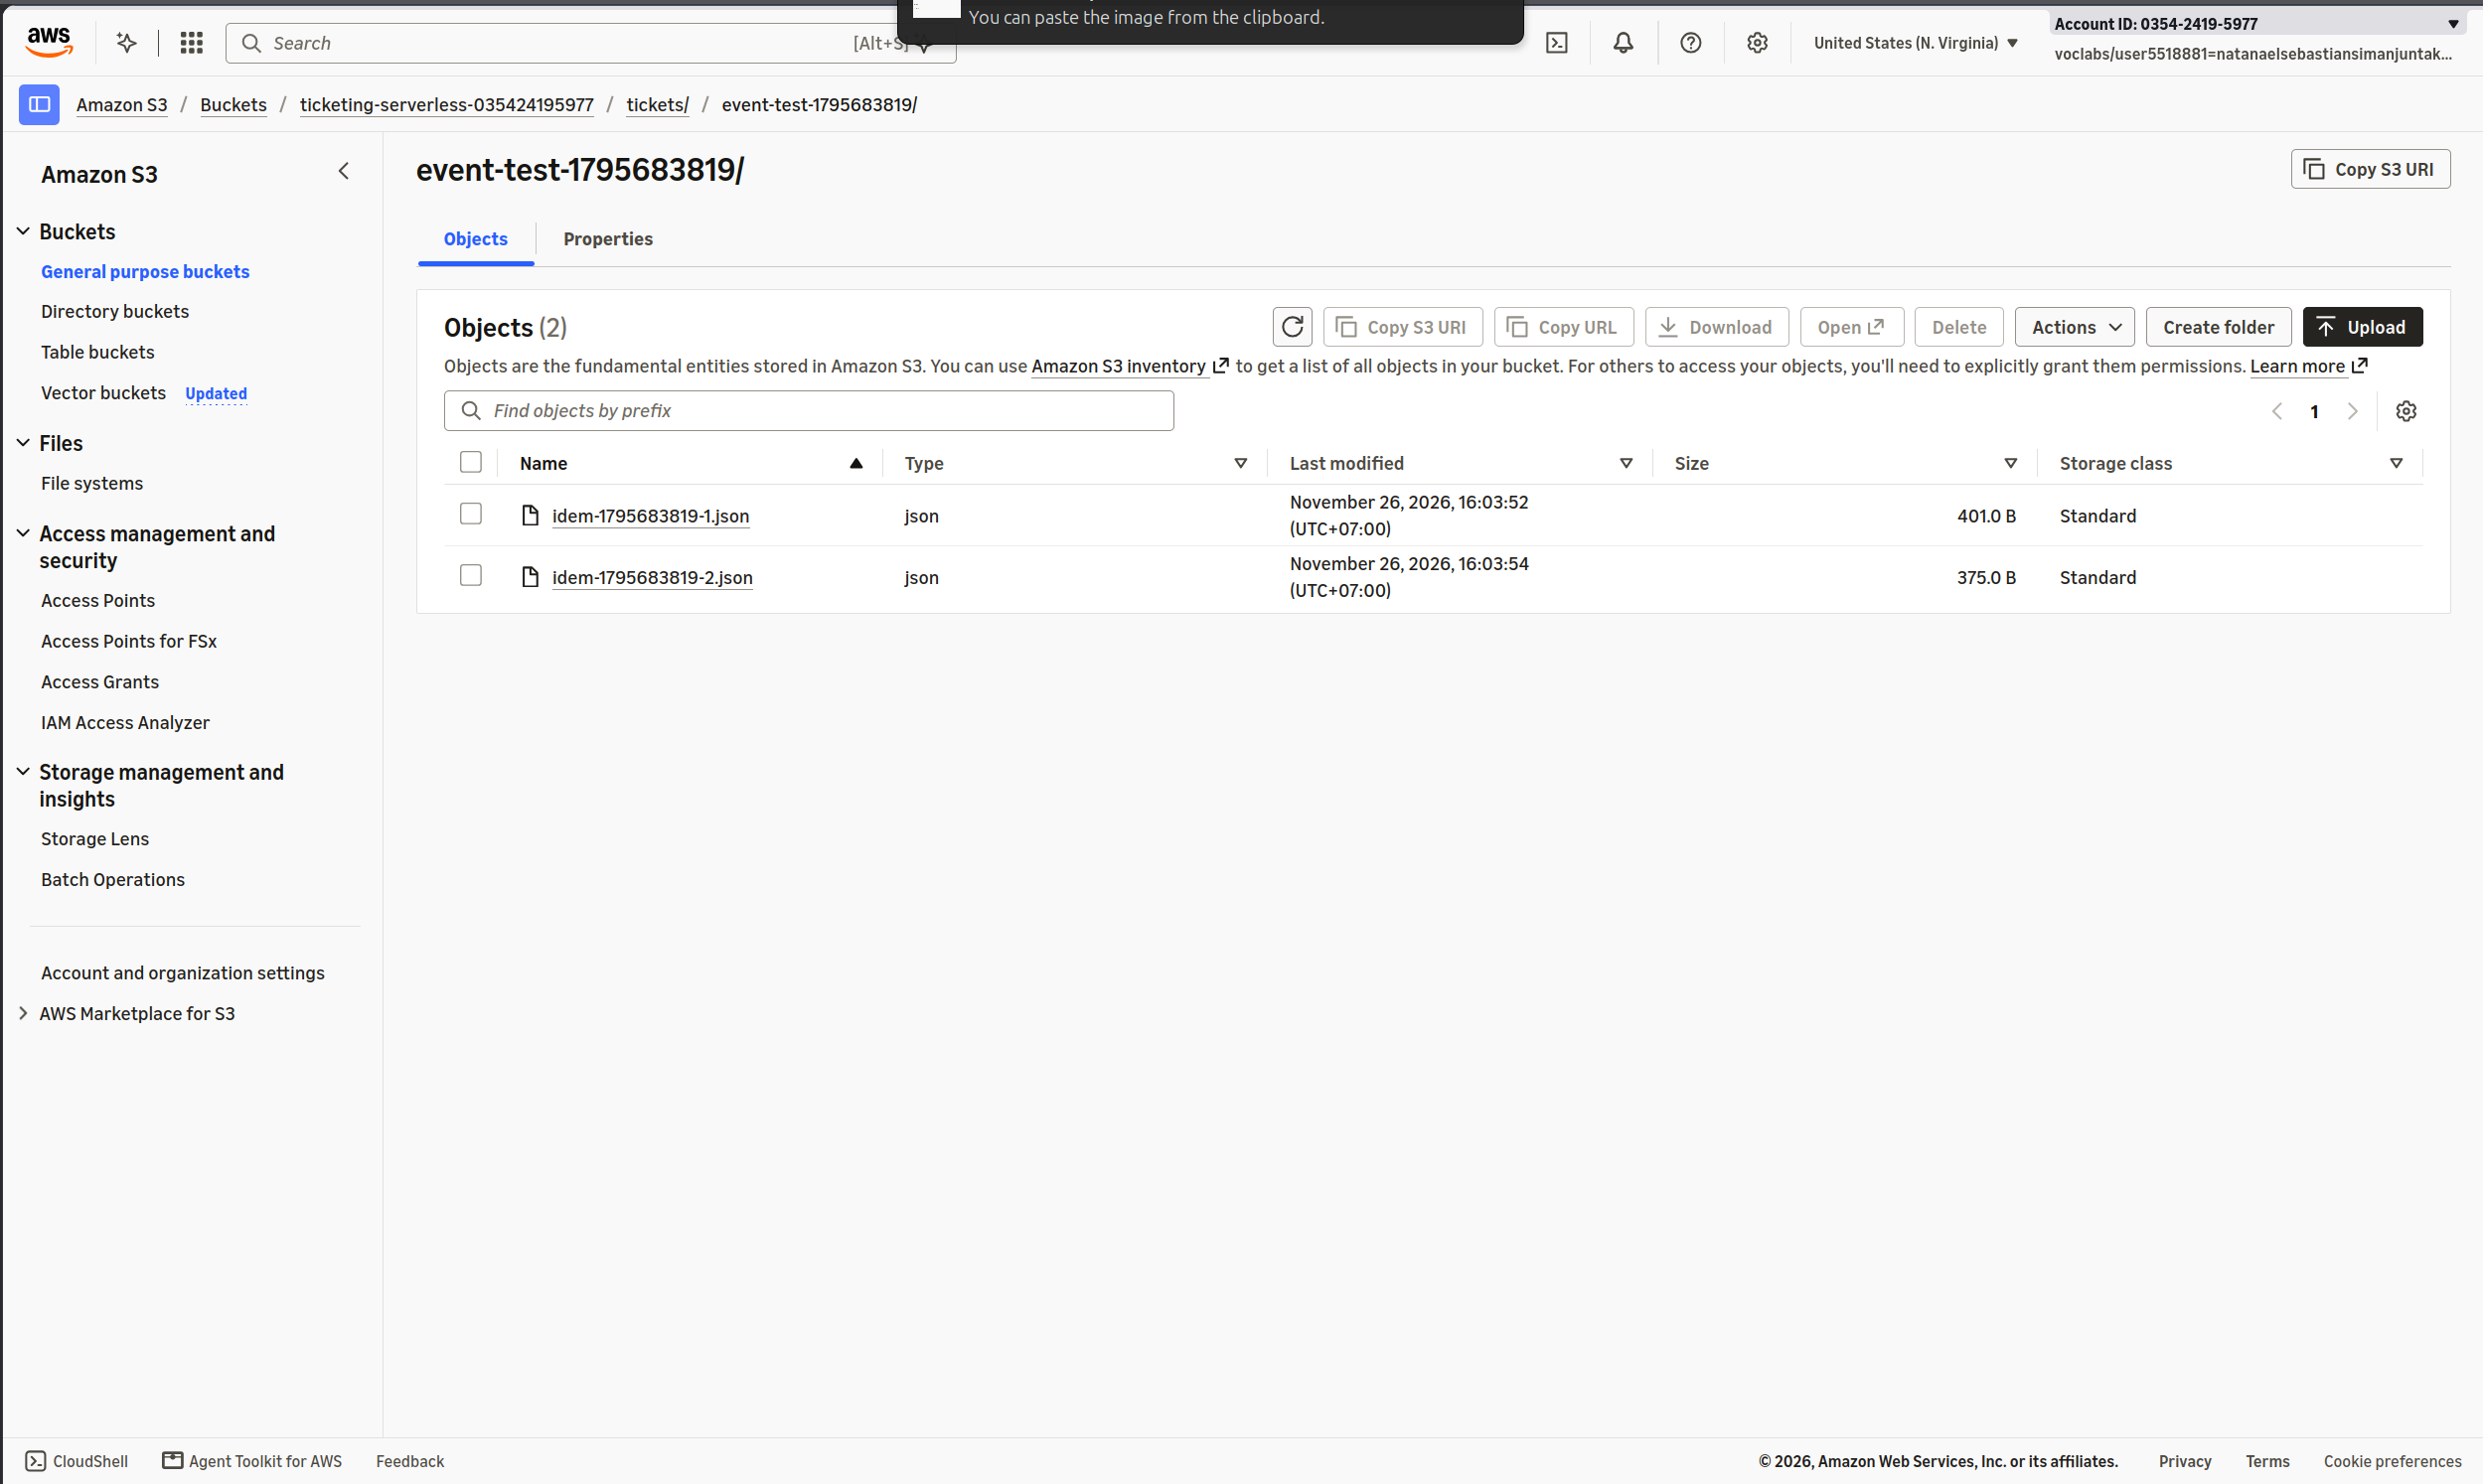 You can paste the image from the clipboard.
aws
Search
[Alt+S]
United States (N. Virginia)
Account ID: 0354-2419-5977
voclabs/user5518881=natanaelsebastiansimanjuntak...
Amazon S3 / Buckets / ticketing-serverless-035424195977 / tickets/ / event-test-1795683819/
Amazon S3
Buckets
General purpose buckets
Directory buckets
Table buckets
Vector buckets Updated
Files
File systems
Access management and
security
Access Points
Access Points for FSx
Access Grants
IAM Access Analyzer
Storage management and
insights
Storage Lens
Batch Operations
Account and organization settings
AWS Marketplace for S3
event-test-1795683819/
Copy S3 URI
Objects
Properties
Objects (2)
Copy S3 URI
Copy URL
Download
Open
Delete
Actions
Create folder
Upload
Objects are the fundamental entities stored in Amazon S3. You can use Amazon S3 inventory to get a list of all objects in your bucket. For others to access your objects, you'll need to explicitly grant them permissions. Learn more
Find objects by prefix
1
Name Type Last modified Size Storage class
idem-1795683819-1.json json November 26, 2026, 16:03:52 401.0 B Standard
(UTC+07:00)
idem-1795683819-2.json json November 26, 2026, 16:03:54 375.0 B Standard
(UTC+07:00)
CloudShell
Agent Toolkit for AWS
Feedback
© 2026, Amazon Web Services, Inc. or its affiliates.
Privacy
Terms
Cookie preferences